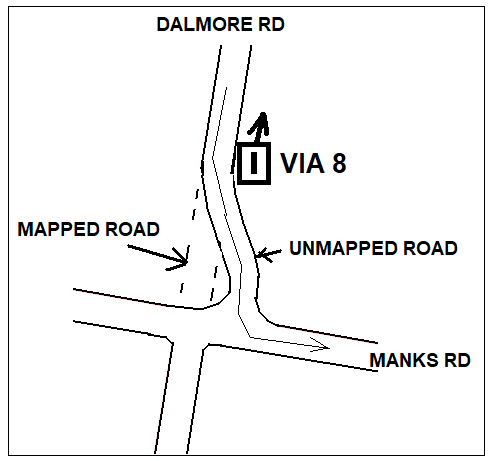 DALMORE RD
I VIA 8
MAPPED ROAD
UNMAPPED ROAD
MANKS RD